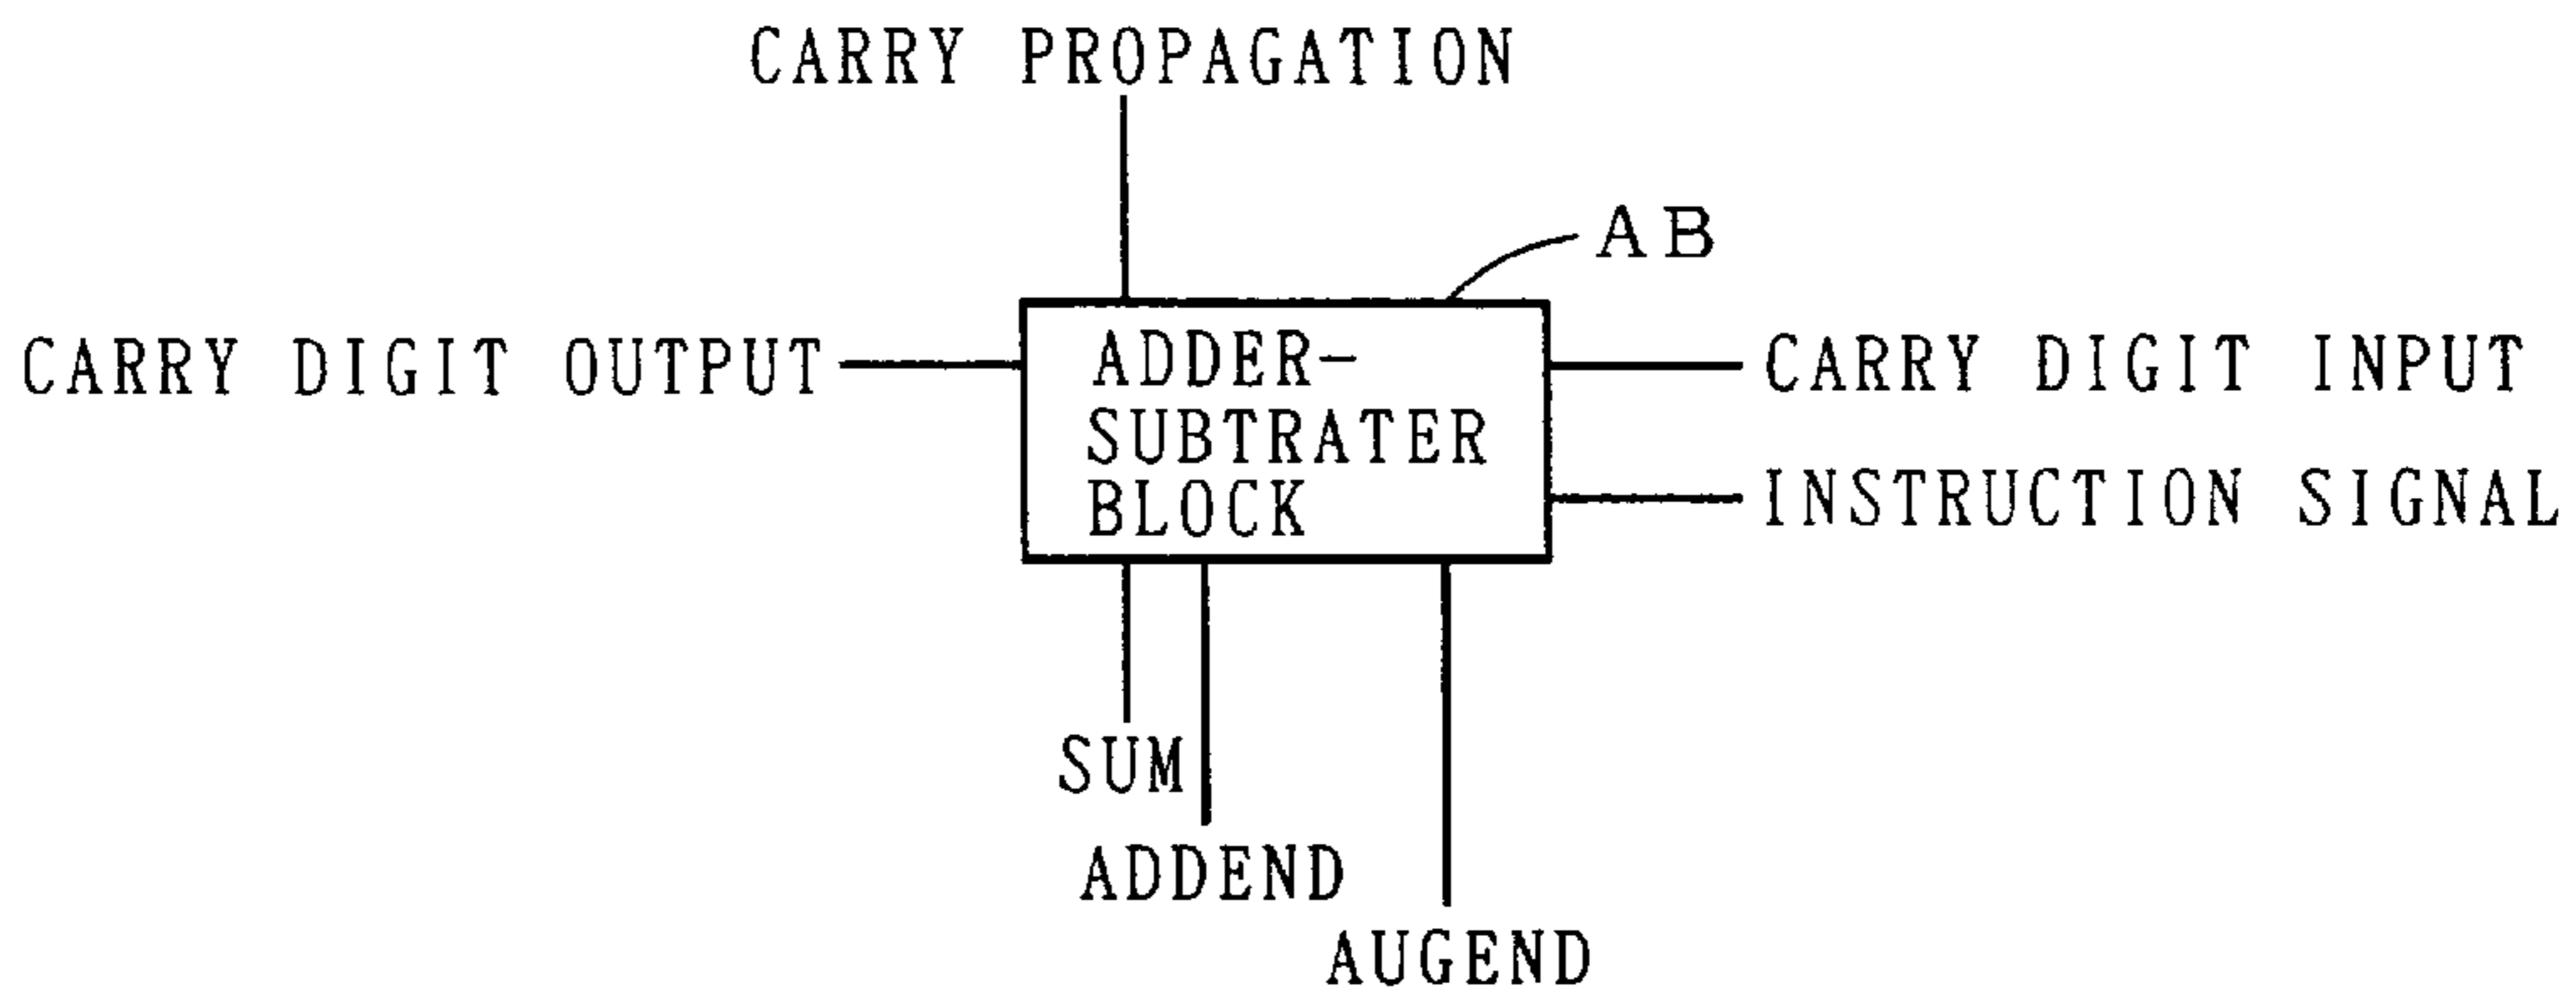 CARRY PROPAGATION
AB
CARRY DIGIT OUTPUT
ADDER-
SUBTRATER
BLOCK
CARRY DIGIT INPUT
INSTRUCTION SIGNAL
SUM
ADDEND
AUGEND